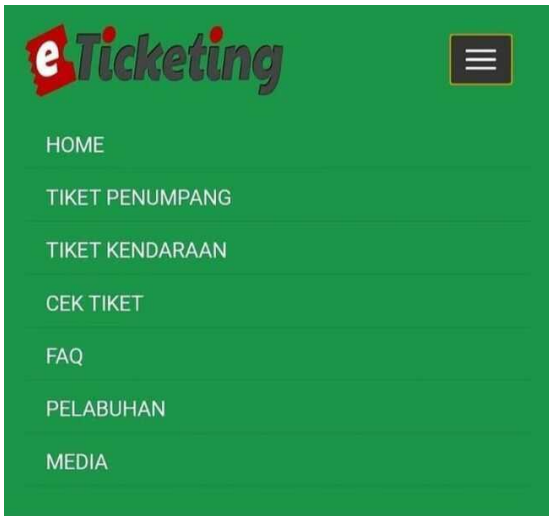 eTicketing
HOME
TIKET PENUMPANG
TIKET KENDARAAN
CEK TIKET
FAQ
PELABUHAN
MEDIA